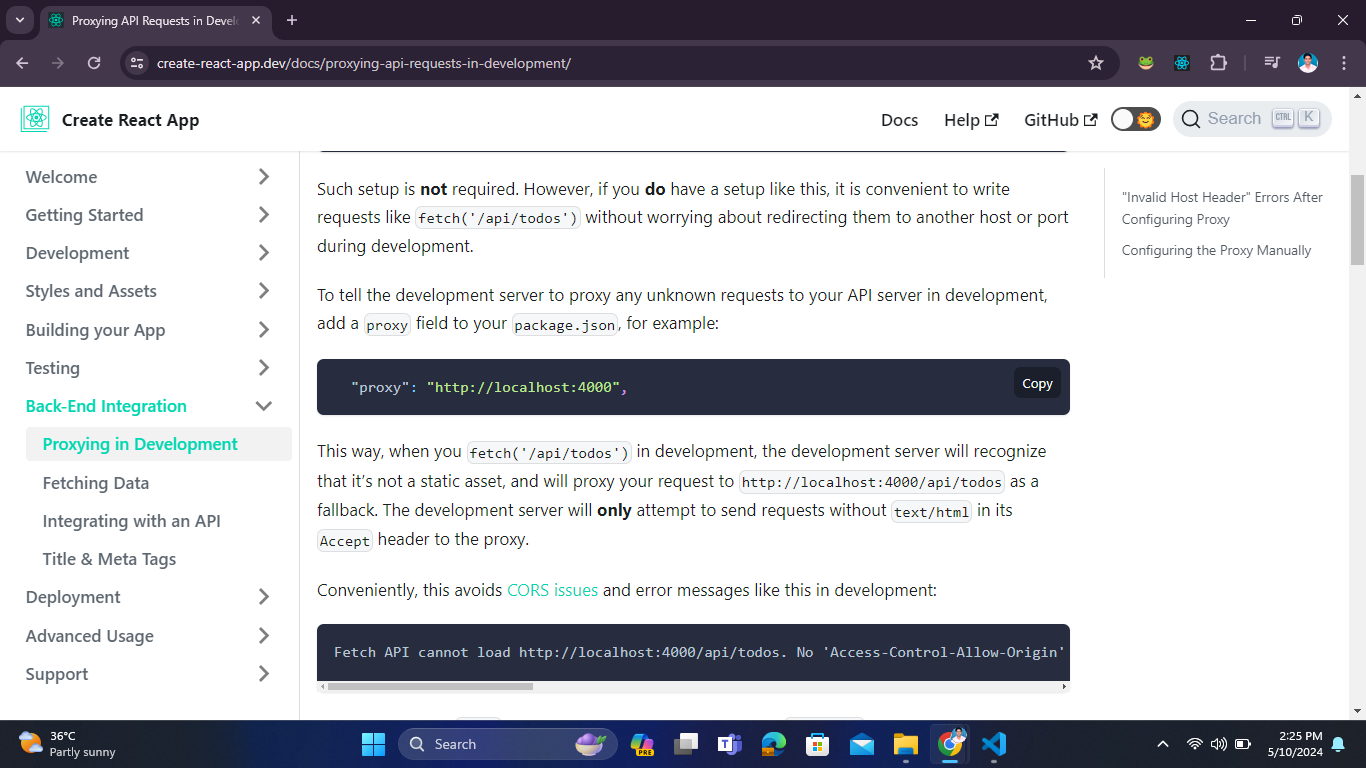 Proxying API Requests in Devel
create-react-app.dev/docs/proxying-api-requests-in-development/
Create React App
Docs
Help
GitHub
Search
CTRL
K
Welcome
Getting Started
Development
Styles and Assets
Building your App
Testing
Back-End Integration
Proxying in Development
Fetching Data
Integrating with an API
Title & Meta Tags
Deployment
Advanced Usage
Support
Such setup is not required. However, if you do have a setup like this, it is convenient to write
requests like fetch('/api/todos') without worrying about redirecting them to another host or port
during development.
To tell the development server to proxy any unknown requests to your API server in development,
add a proxy field to your package.json, for example:
"proxy": "http://localhost:4000",
Copy
This way, when you fetch('/api/todos') in development, the development server will recognize
that it's not a static asset, and will proxy your request to http://localhost:4000/api/todos as a
fallback. The development server will only attempt to send requests without text/html in its
Accept header to the proxy.
Conveniently, this avoids CORS issues and error messages like this in development:
Fetch API cannot load http://localhost:4000/api/todos. No 'Access-Control-Allow-Origin'
"Invalid Host Header" Errors After
Configuring Proxy
Configuring the Proxy Manually
36°C
Partly sunny
Search
PRE
2:25 PM
5/10/2024